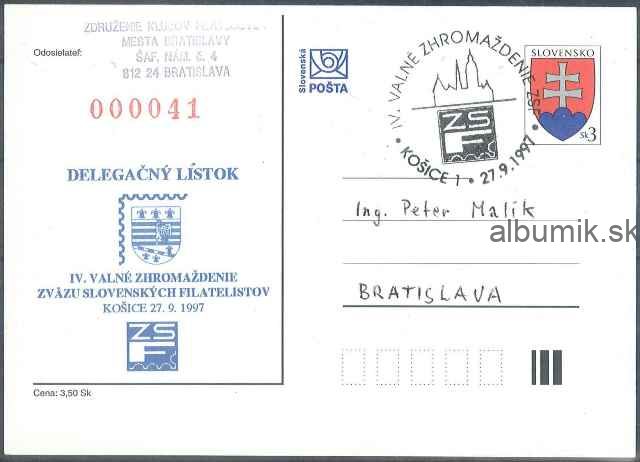 ZDRUŽENIE KLUBOV FILATELISTOV
MESTA BRATISLAVY
ŠAF. NÁM. č. 4
812 24 BRATISLAVA
Odosielateľ:
000041
DELEGAČNÝ LÍSTOK
IV. VALNÉ ZHROMAŽDENIE
ZVÄZU SLOVENSKÝCH FILATELISTOV
KOŠICE 27. 9. 1997
ZS
F
Cena: 3,50 Sk
Slovenská
POŠTA
• IV. VALNÉ ZHROMAŽDENIE ZSF •
ZS
F
KOŠICE 1 • 27.9.1997
SLOVENSKO
Sk 3
Ing. Peter Malík
albumik.sk
BRATISLAVA